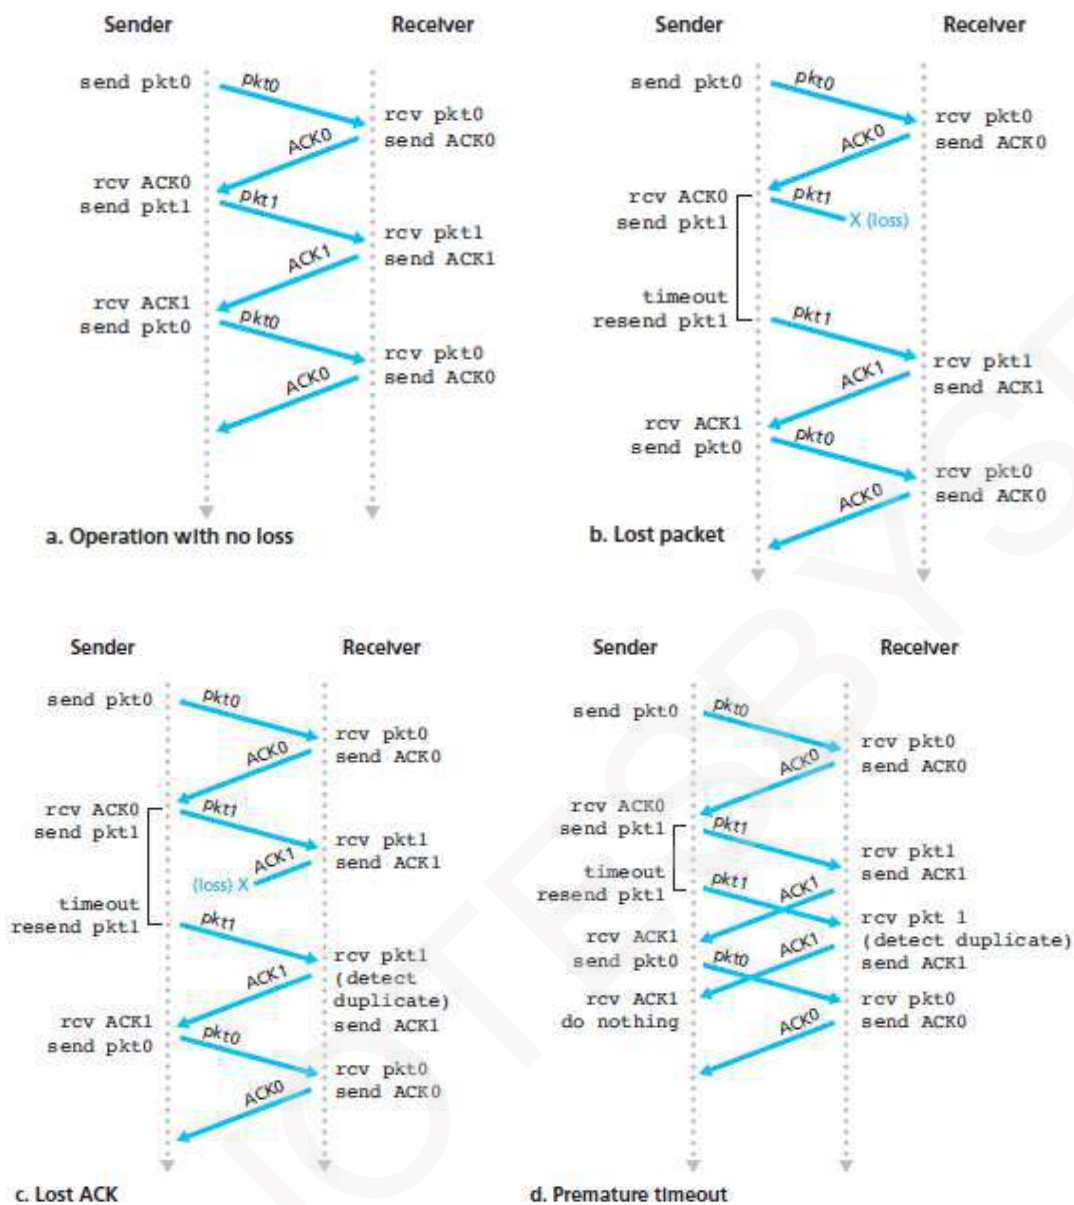 Sender
Receiver
send pkt0
pkt0
rcv pkt0
send ACK0
ACK0
rcv ACK0
send pkt1
pkt1
rcv pkt1
send ACK1
ACK1
rcv ACK1
send pkt0
pkt0
rcv pkt0
send ACK0
ACK0
a. Operation with no loss
Sender
Receiver
send pkt0
pkt0
rcv pkt0
send ACK0
ACK0
rcv ACK0
send pkt1
pkt1
X (loss)
timeout
resend pkt1
pkt1
rcv pkt1
send ACK1
ACK1
rcv ACK1
send pkt0
pkt0
rcv pkt0
send ACK0
ACK0
b. Lost packet
Sender
Receiver
send pkt0
pkt0
rcv pkt0
send ACK0
ACK0
rcv ACK0
send pkt1
pkt1
rcv pkt1
send ACK1
ACK1
(loss) X
timeout
resend pkt1
pkt1
rcv pkt1
(detect
duplicate)
send ACK1
ACK1
rcv ACK1
send pkt0
pkt0
rcv pkt0
send ACK0
ACK0
c. Lost ACK
Sender
Receiver
send pkt0
pkt0
rcv pkt0
send ACK0
ACK0
rcv ACK0
send pkt1
pkt1
rcv pkt1
send ACK1
ACK1
timeout
resend pkt1
pkt1
rcv pkt 1
(detect duplicate)
send ACK1
ACK1
rcv ACK1
send pkt0
pkt0
rcv pkt0
send ACK0
ACK0
rcv ACK1
do nothing
d. Premature timeout